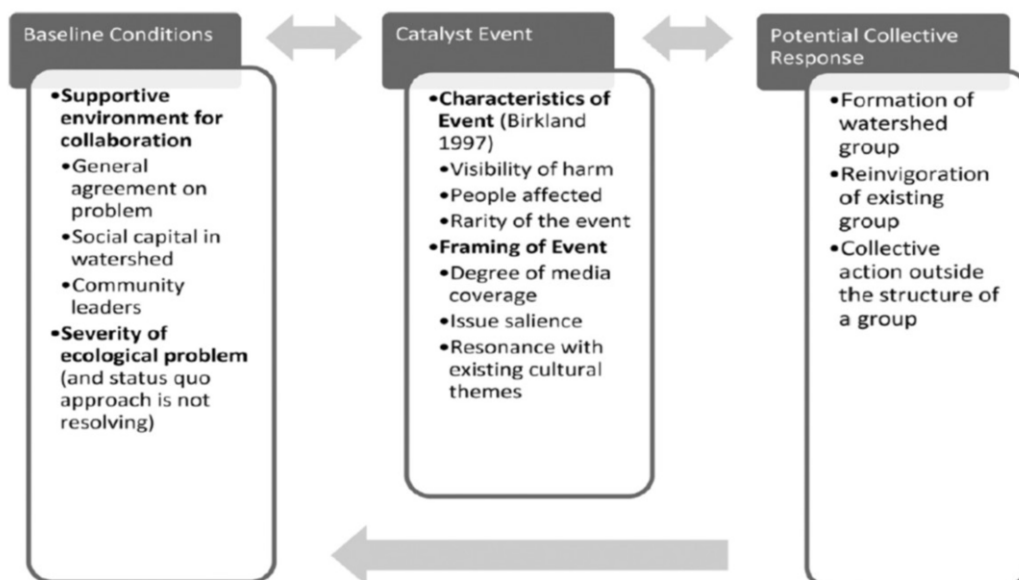 Baseline Conditions
•Supportive
environment for
collaboration
•General
agreement on
problem
•Social capital in
watershed
•Community
leaders
•Severity of
ecological problem
(and status quo
approach is not
resolving)
Catalyst Event
•Characteristics of
Event (Birkland
1997)
•Visibility of harm
•People affected
•Rarity of the event
•Framing of Event
•Degree of media
coverage
•Issue salience
•Resonance with
existing cultural
themes
Potential Collective
Response
•Formation of
watershed
group
•Reinvigoration
of existing
group
•Collective
action outside
the structure of
a group